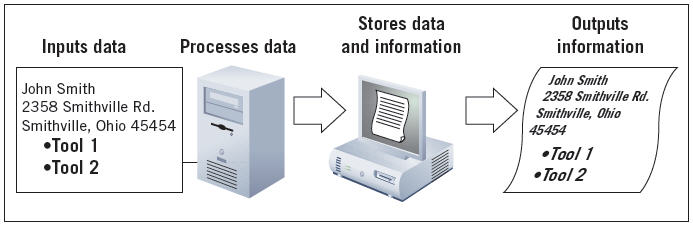 Inputs data
Processes data
Stores data
and information
Outputs
information
John Smith
2358 Smithville Rd.
Smithville, Ohio 45454
•Tool 1
•Tool 2
John Smith
2358 Smithville Rd.
Smithville, Ohio
45454
•Tool 1
•Tool 2